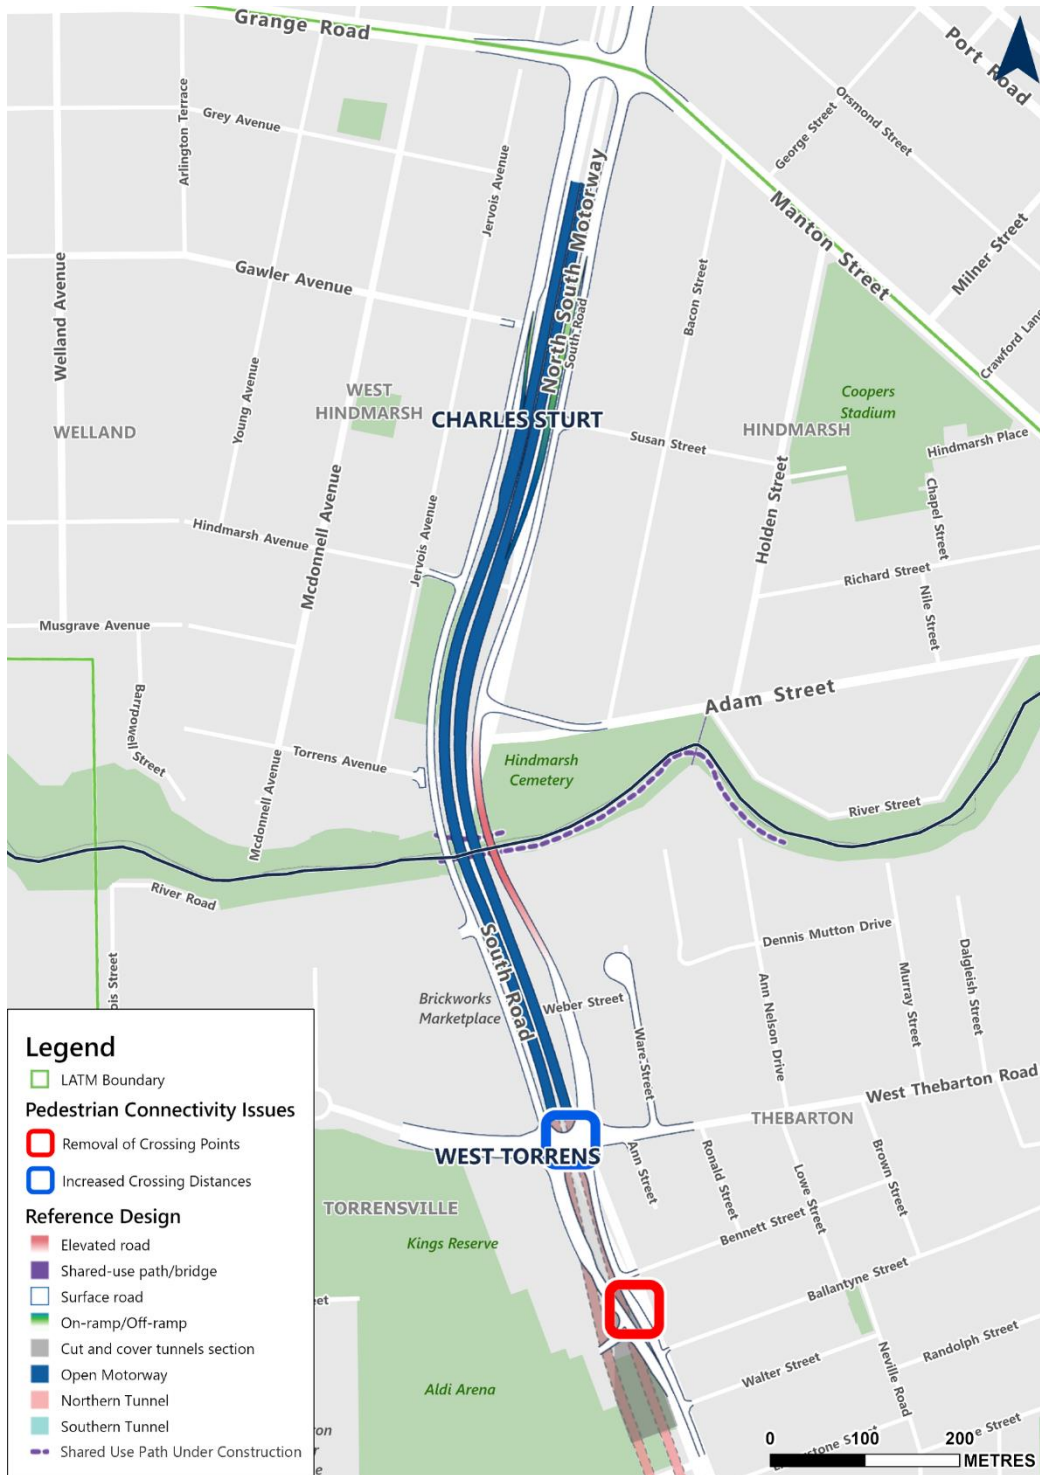 Grange Road
Port Road
Arlington Terrace
Grey Avenue
Orsmond Street
George Street
Jervois Avenue
North South Motorway
Manton Street
Milner Street
Welland Avenue
Gawler Avenue
South Road
Bacon Street
Crawford Lane
Young Avenue
WEST
HINDMARSH
Coopers
Stadium
CHARLES STURT
WELLAND
HINDMARSH
Susan Street
Hindmarsh Place
Mcdonnell Avenue
Holden Street
Chapel Street
Hindmarsh Avenue
Jervois Avenue
Richard Street
Nile Street
Musgrave Avenue
Adam Street
Barrpowell Street
Torrens Avenue
Hindmarsh
Cemetery
Mcdonnell Avenue
River Street
River Road
South Road
Dennis Mutton Drive
Ann Nelson Drive
Murray Street
Dalgleish Street
ois Street
Brickworks
Marketplace
Weber Street
Ware Street
West Thebarton Road
THEBARTON
WEST TORRENS
Ann Street
Ronald Street
Lowe Street
Brown Street
TORRENSVILLE
Kings Reserve
Bennett Street
Ballantyne Street
Randolph Street
Walter Street
Neville Road
Aldi Arena
eet
on
r
e
stone Street
e Street
Legend
LATM Boundary
Pedestrian Connectivity Issues
Removal of Crossing Points
Increased Crossing Distances
Reference Design
Elevated road
Shared-use path/bridge
Surface road
On-ramp/Off-ramp
Cut and cover tunnels section
Open Motorway
Northern Tunnel
Southern Tunnel
Shared Use Path Under Construction
0 100 200
METRES